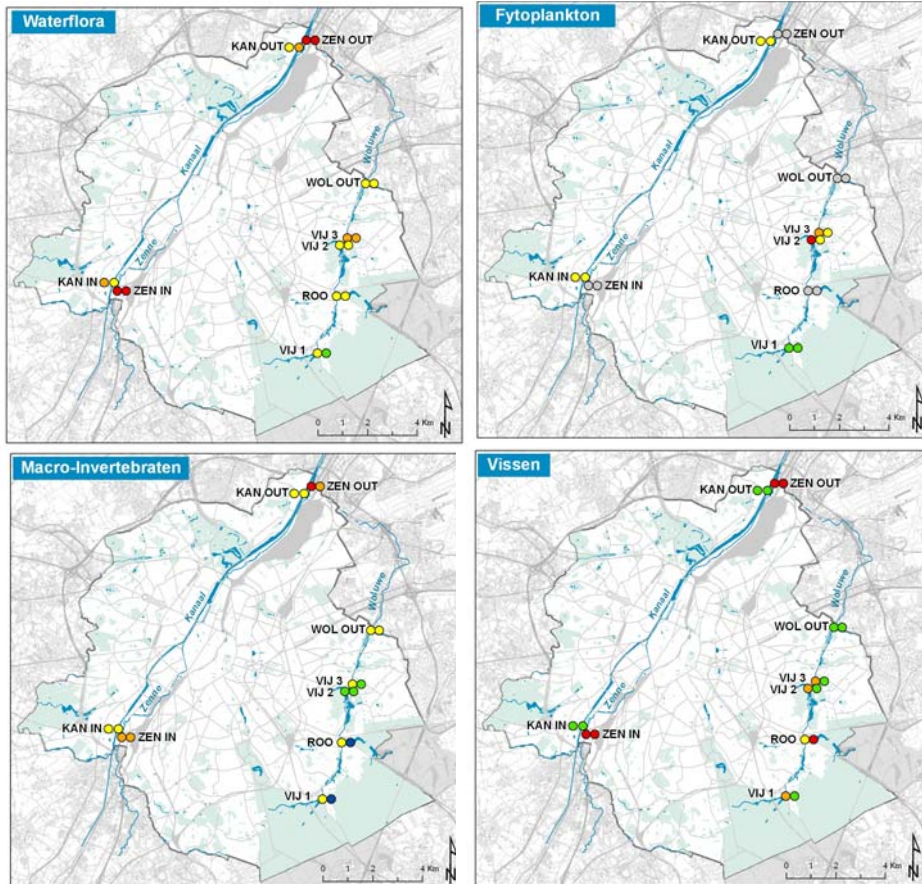 Waterflora
KAN OUT
ZEN OUT
Woluwe
Kanaal
WOL OUT
Zenne
VIJ 3
VIJ 2
KAN IN
ZEN IN
ROO
VIJ 1
0 1 2 4 Km
N
Fytoplankton
KAN OUT
ZEN OUT
Woluwe
Kanaal
WOL OUT
Zenne
VIJ 3
VIJ 2
KAN IN
ZEN IN
ROO
VIJ 1
0 1 2 4 Km
N
Macro-Invertebraten
KAN OUT
ZEN OUT
Woluwe
Kanaal
WOL OUT
Zenne
VIJ 3
VIJ 2
KAN IN
ZEN IN
ROO
VIJ 1
0 1 2 4 Km
N
Vissen
KAN OUT
ZEN OUT
Woluwe
Kanaal
WOL OUT
Zenne
VIJ 3
VIJ 2
KAN IN
ZEN IN
ROO
VIJ 1
0 1 2 4 Km
N